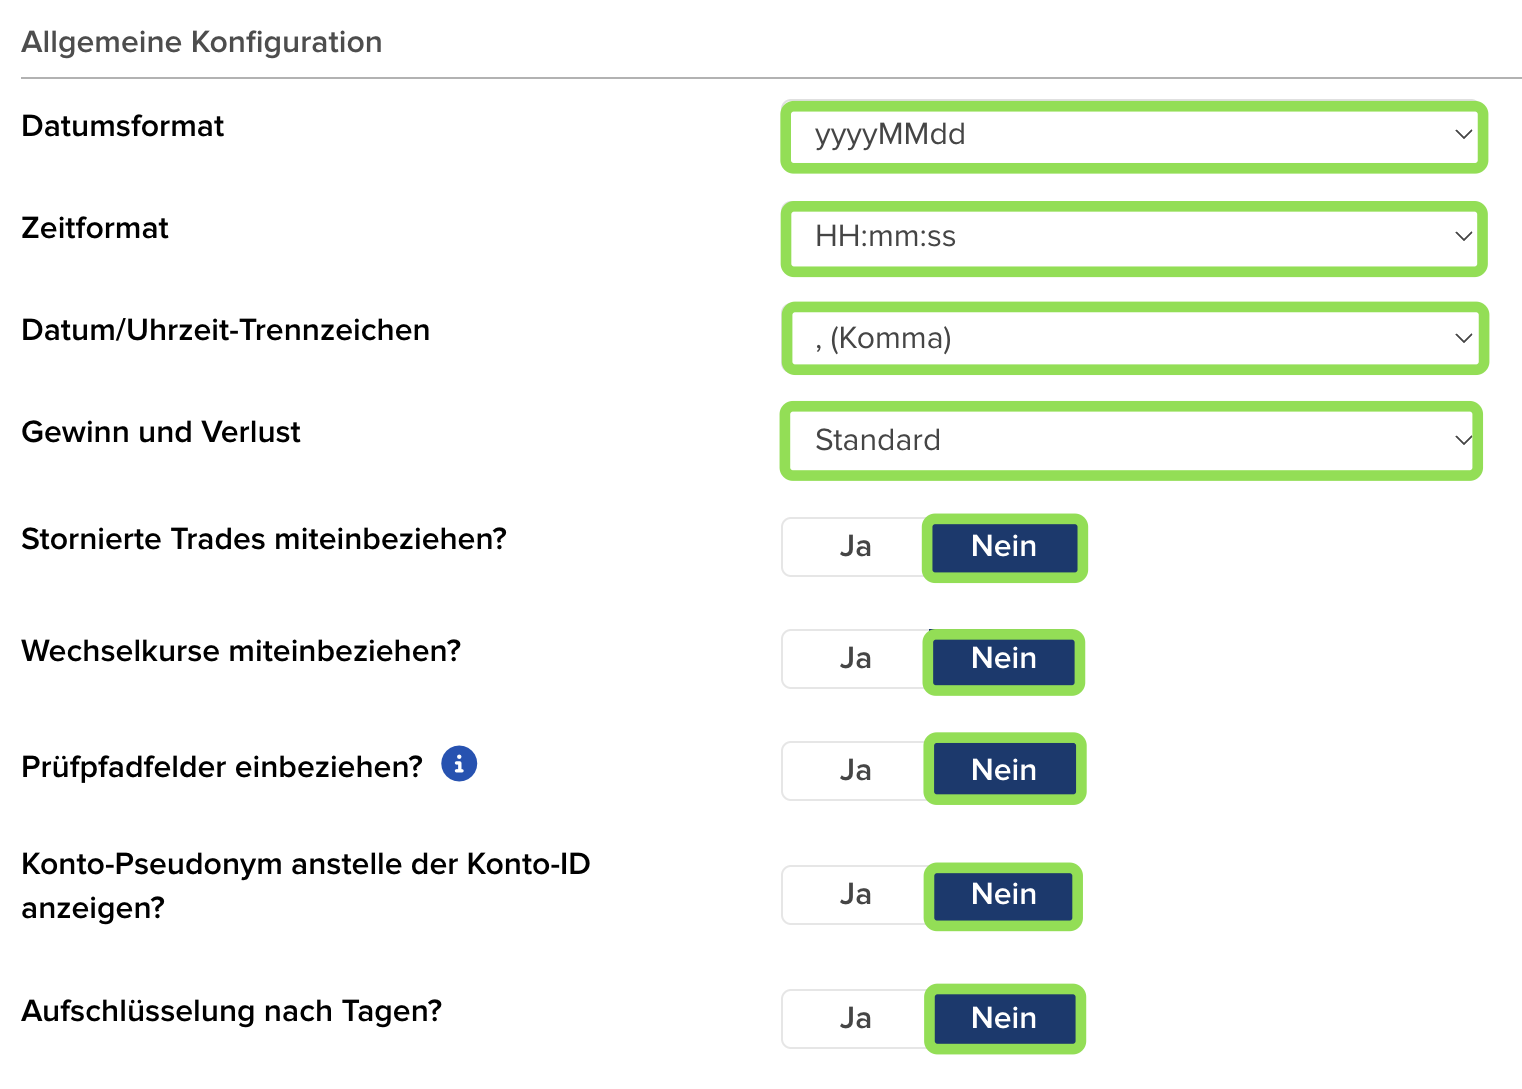 Allgemeine Konfiguration
Datumsformat
yyyyMMdd
Zeitformat
HH:mm:ss
Datum/Uhrzeit-Trennzeichen
, (Komma)
Gewinn und Verlust
Standard
Stornierte Trades miteinbeziehen?
Ja Nein
Wechselkurse miteinbeziehen?
Ja Nein
Prüfpfadfelder einbeziehen? i
Ja Nein
Konto-Pseudonym anstelle der Konto-ID
anzeigen?
Ja Nein
Aufschlüsselung nach Tagen?
Ja Nein